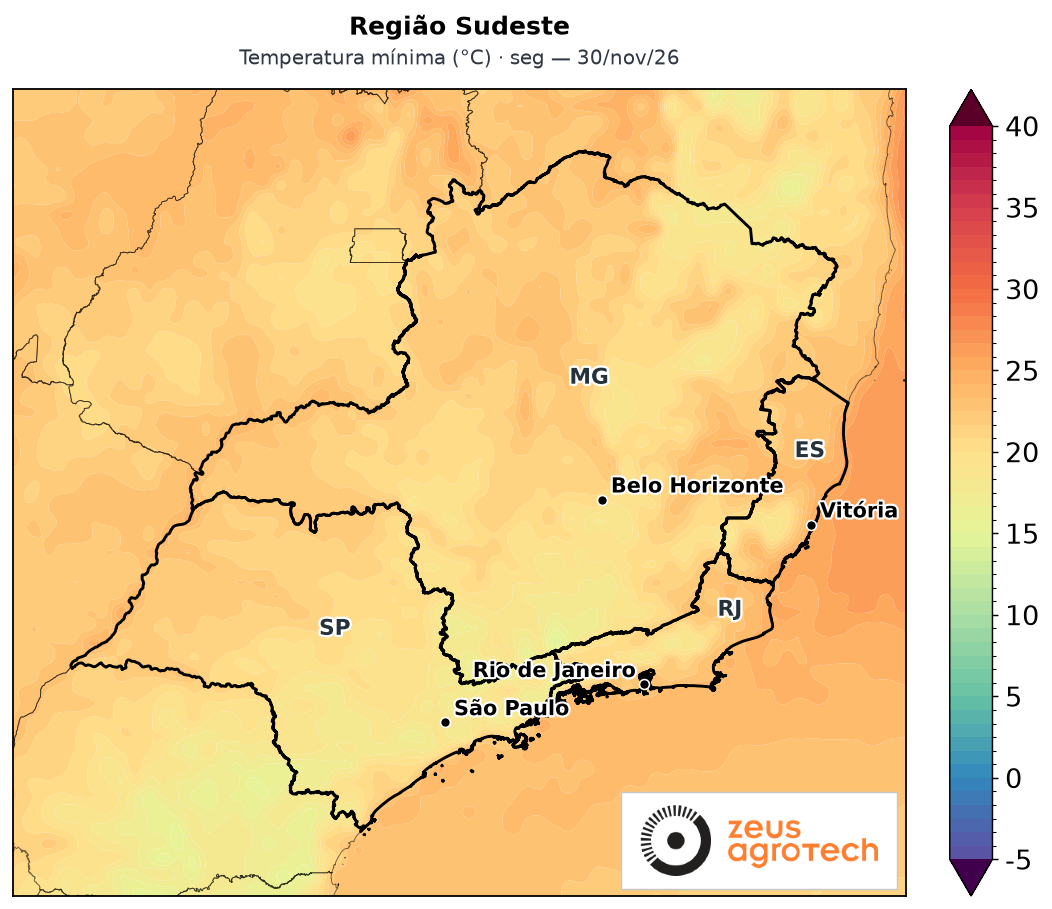 Região Sudeste
Temperatura mínima (°C) · seg — 30/nov/26
40
35
30
25
20
15
10
5
0
-5
MG
ES
Belo Horizonte
Vitória
RJ
SP
Rio de Janeiro
São Paulo
zeus
agrotech